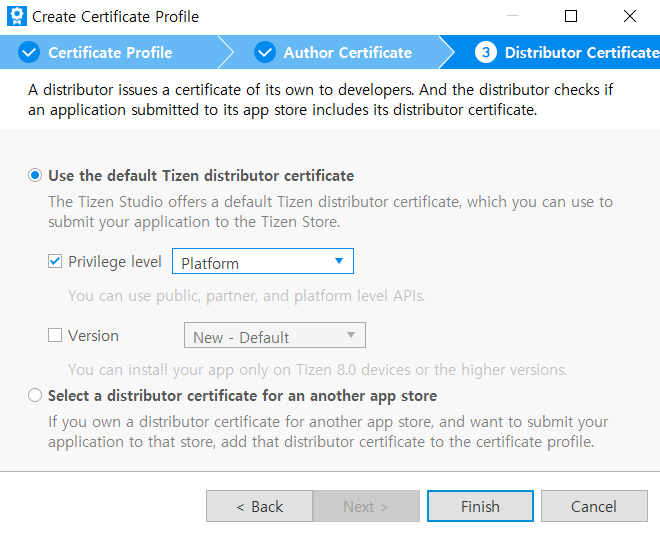 Create Certificate Profile
Certificate Profile
Author Certificate
3 Distributor Certificate
A distributor issues a certificate of its own to developers. And the distributor checks if
an application submitted to its app store includes its distributor certificate.
Use the default Tizen distributor certificate
The Tizen Studio offers a default Tizen distributor certificate, which you can use to
submit your application to the Tizen Store.
Privilege level Platform
You can use public, partner, and platform level APIs.
Version New - Default
You can install your app only on Tizen 8.0 devices or the higher versions.
Select a distributor certificate for an another app store
If you own a distributor certificate for another app store, and want to submit your
application to that store, add that distributor certificate to the certificate profile.
< Back Next > Finish Cancel